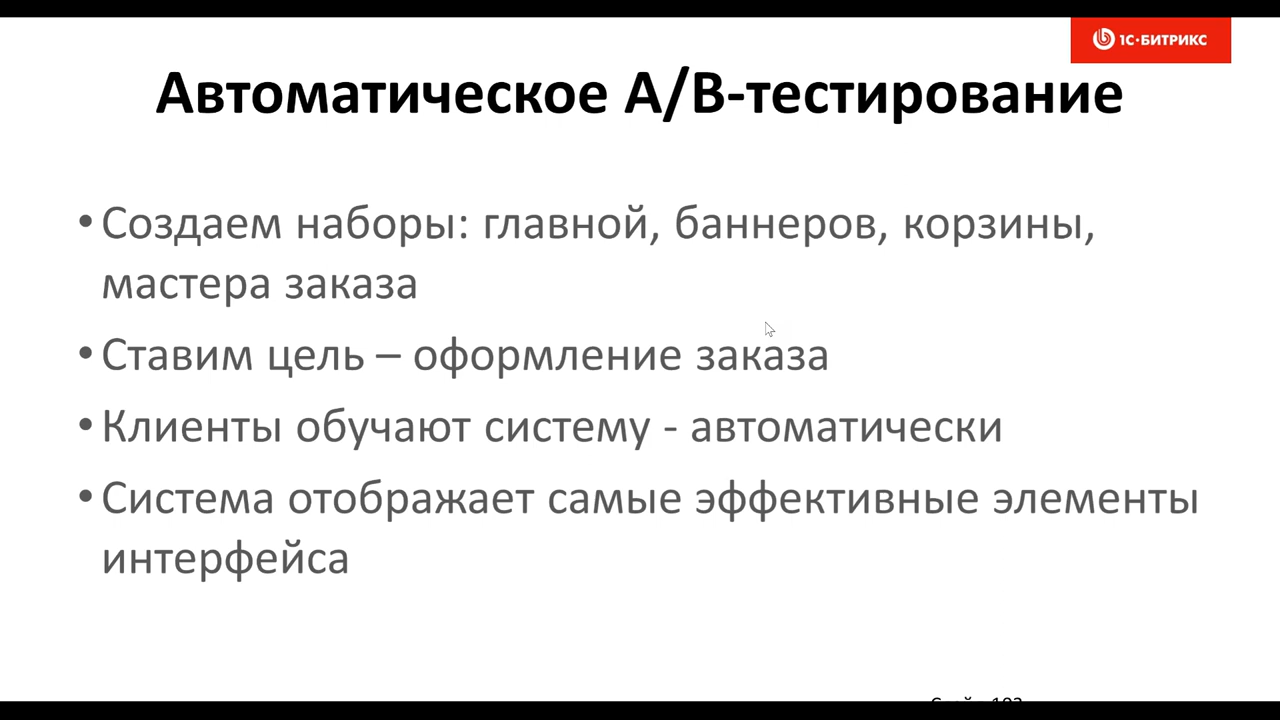 1С·БИТРИКС
Автоматическое А/В-тестирование
• Создаем наборы: главной, баннеров, корзины,
мастера заказа
• Ставим цель – оформление заказа
• Клиенты обучают систему - автоматически
• Система отображает самые эффективные элементы
интерфейса